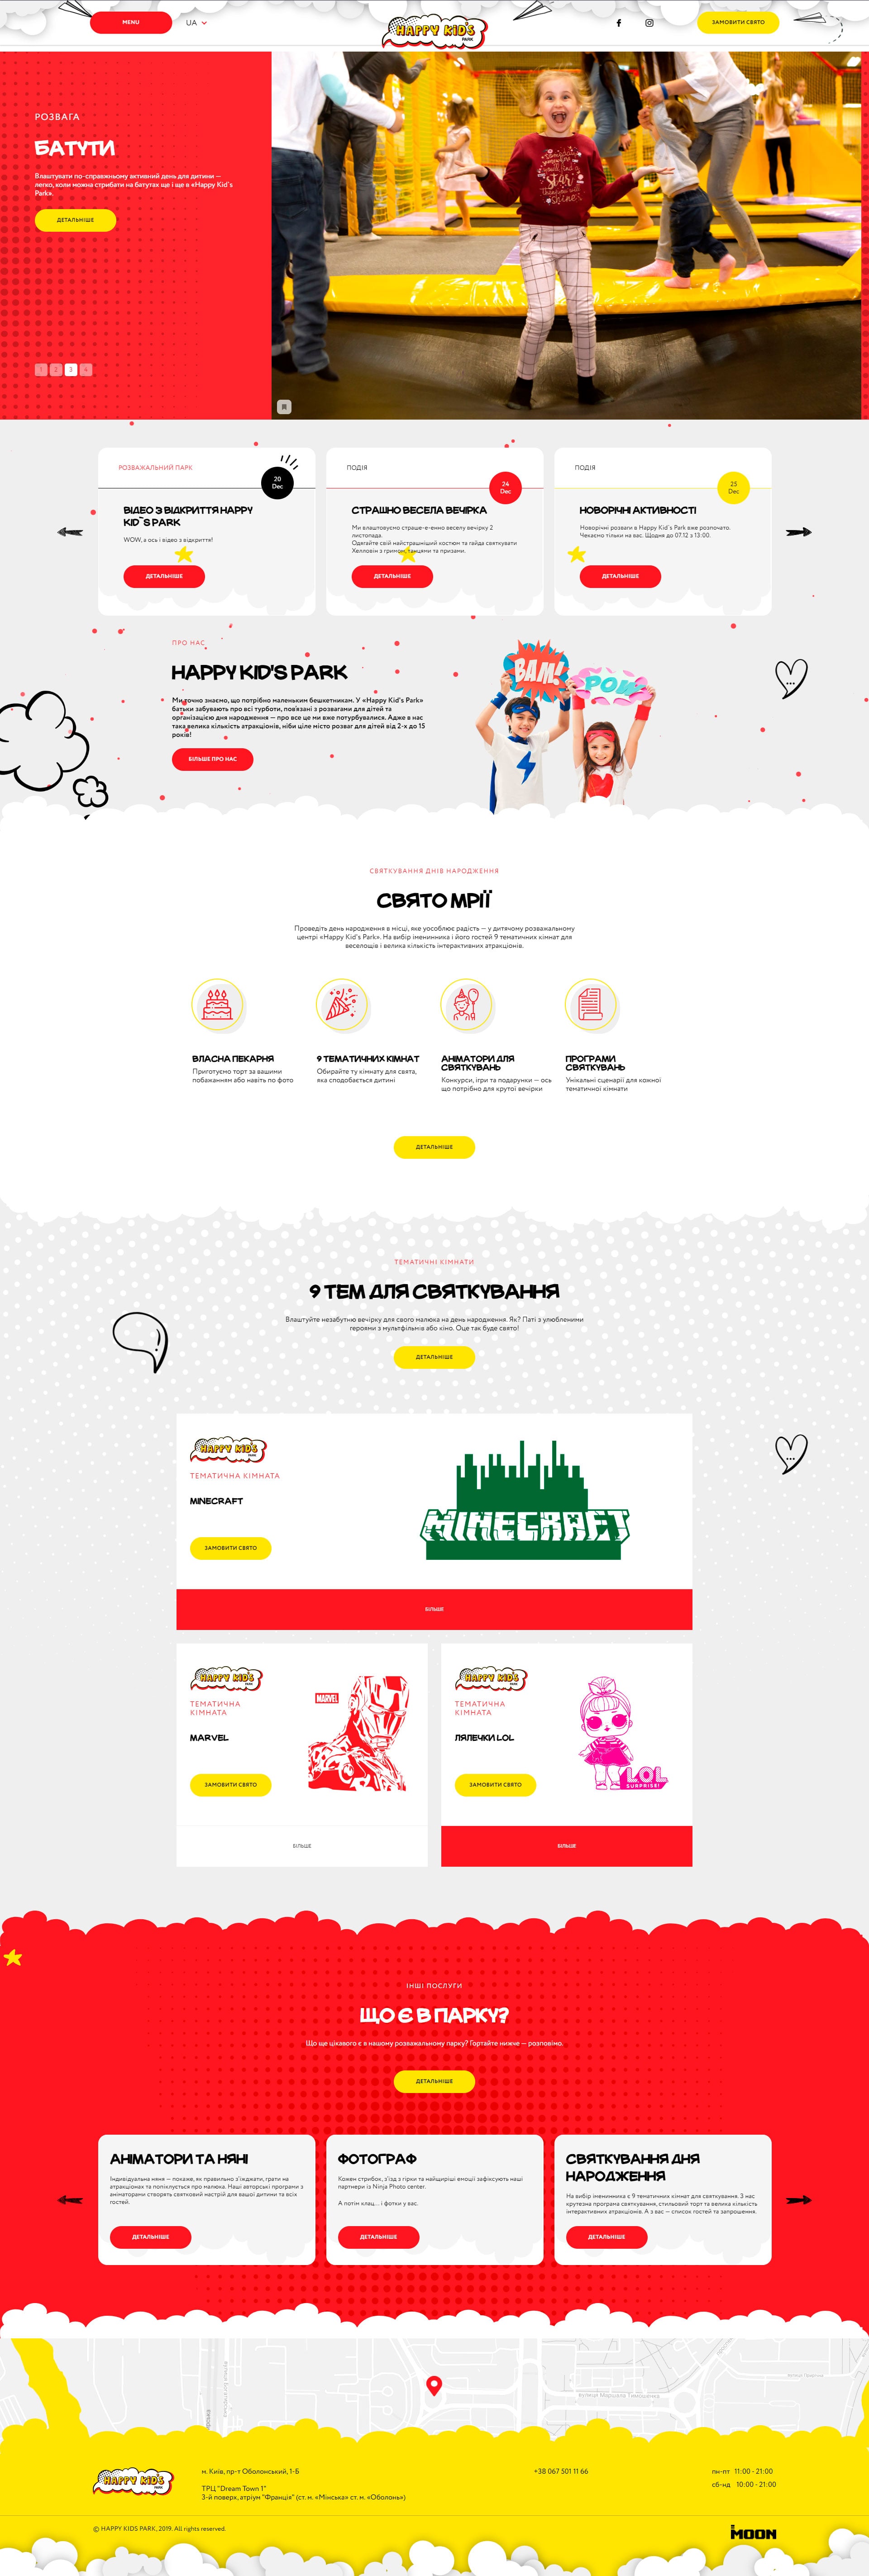 MENU
UA
HAPPY KID'S
PARK
ЗАМОВИТИ СВЯТО
РОЗВАГА
БАТУТИ
Влаштувати по-справжньому активний день для дитини —
легко, коли можна стрибати на батутах ще і ще в «Happy Kid's
Park».
ДЕТАЛЬНІШЕ
1 2 3 4
РОЗВАЖАЛЬНИЙ ПАРК
20
Dec
ВІДЕО З ВІДКРИТТЯ HAPPY
KID`S PARK
WOW, а ось і відео з відкриття!
ДЕТАЛЬНІШЕ
ПОДІЯ
24
Dec
СТРАШНО ВЕСЕЛА ВЕЧІРКА
Ми влаштовуємо страше-е-енно веселу вечірку 2
листопада.
Одягайте свій найстрашніший костюм та гайда святкувати
Хелловін з гримом, танцями та призами.
ДЕТАЛЬНІШЕ
ПОДІЯ
25
Dec
НОВОРІЧНІ АКТИВНОСТІ
Новорічні розваги в Happy Kid's Park вже розпочато.
Чекаємо тільки на вас. Щодня до 07.12 з 13:00.
ДЕТАЛЬНІШЕ
ПРО НАС
HAPPY KID'S PARK
Ми точно знаємо, що потрібно маленьким бешкетникам. У «Happy Kid's Park»
батьки забувають про всі турботи, пов'язані з розвагами для дітей та
організацією дня народження — про все це ми вже потурбувалися. Адже в нас
така велика кількість атракціонів, ніби ціле місто розваг для дітей від 2-х до 15
років!
БІЛЬШЕ ПРО НАС
BAM!
POW
СВЯТКУВАННЯ ДНІВ НАРОДЖЕННЯ
СВЯТО МРІЇ
Проведіть день народження в місці, яке уособлює радість — у дитячому розважальному
центрі «Happy Kid's Park». На вибір іменинника і його гостей 9 тематичних кімнат для
веселощів і велика кількість інтерактивних атракціонів.
ВЛАСНА ПЕКАРНЯ
Приготуємо торт за вашими
побажанням або навіть по фото
9 ТЕМАТИЧНИХ КІМНАТ
Обирайте ту кімнату для свята,
яка сподобається дитині
АНІМАТОРИ ДЛЯ
СВЯТКУВАНЬ
Конкурси, ігри та подарунки — ось
що потрібно для крутої вечірки
ПРОГРАМИ
СВЯТКУВАНЬ
Унікальні сценарії для кожної
тематичної кімнати
ДЕТАЛЬНІШЕ
ТЕМАТИЧНІ КІМНАТИ
9 ТЕМ ДЛЯ СВЯТКУВАННЯ
Влаштуйте незабутню вечірку для свого малюка на день народження. Як? Паті з улюбленими
героями з мультфільмів або кіно. Оце так буде свято!
ДЕТАЛЬНІШЕ
HAPPY KID'S
PARK
ТЕМАТИЧНА КІМНАТА
MINECRAFT
ЗАМОВИТИ СВЯТО
MINECRAFT
БІЛЬШЕ
HAPPY KID'S
PARK
ТЕМАТИЧНА
КІМНАТА
MARVEL
ЗАМОВИТИ СВЯТО
MARVEL
БІЛЬШЕ
HAPPY KID'S
PARK
ТЕМАТИЧНА
КІМНАТА
ЛЯЛЕЧКИ LOL
ЗАМОВИТИ СВЯТО
LOL
SURPRISE!
БІЛЬШЕ
ІНШІ ПОСЛУГИ
ЩО Є В ПАРКУ?
Що ще цікавого є в нашому розважальному парку? Гортайте нижче — розповімо.
ДЕТАЛЬНІШЕ
АНІМАТОРИ ТА НЯНІ
Індивідуальна няня — покаже, як правильно з'їжджати, грати на
атракціонах та попіклується про малюка. Наші авторські програми з
аніматорами створять святковий настрій для вашої дитини та всіх
гостей.
ДЕТАЛЬНІШЕ
ФОТОГРАФ
Кожен стрибок, з'їзд з гірки та найщиріші емоції зафіксують наші
партнери із Ninja Photo center.
А потім клац... і фотки у вас.
ДЕТАЛЬНІШЕ
СВЯТКУВАННЯ ДНЯ
НАРОДЖЕННЯ
На вибір іменинника є 9 тематичних кімнат для святкування. З нас
крутезна програма святкування, стильовий торт та велика кількість
інтерактивних атракціонів. А з вас — список гостей та запрошення.
ДЕТАЛЬНІШЕ
вулиця Маршала Тимошенка
HAPPY KID'S
PARK
м. Київ, пр-т Оболонський, 1-Б
ТРЦ "Dream Town 1"
3-й поверх, атріум "Франція" (ст. м. «Мінська» ст. м. «Оболонь»)
+38 067 501 11 66
пн-пт 11:00 - 21:00
сб-нд 10:00 - 21:00
© HAPPY KIDS PARK, 2019. All rights reserved.
MOON